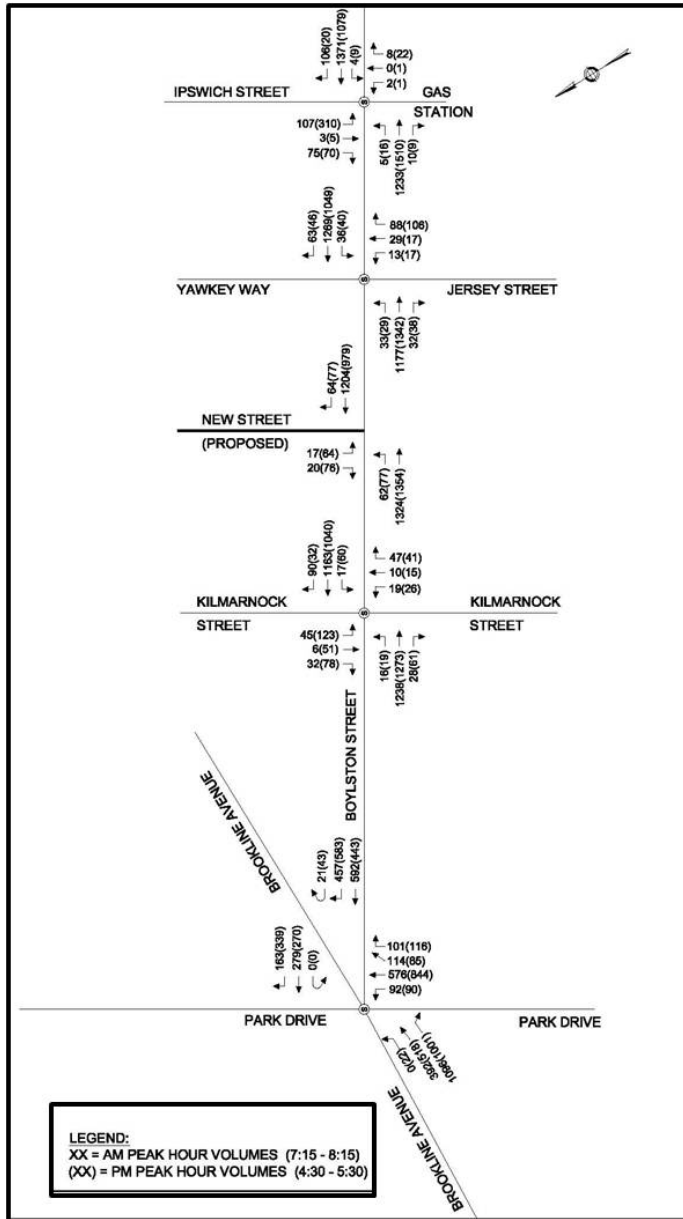 106(20)
1371(1079)
4(9)
8(22)
0(1)
2(1)
IPSWICH STREET
GAS
STATION
107(310)
3(5)
75(70)
5(16)
1233(1510)
10(9)
63(46)
1269(1049)
36(40)
88(106)
29(17)
13(17)
YAWKEY WAY
JERSEY STREET
33(29)
1177(1342)
32(38)
64(77)
1204(979)
NEW STREET
(PROPOSED)
17(64)
20(76)
62(77)
1324(1354)
90(32)
1163(1040)
17(60)
47(41)
10(15)
19(26)
KILMARNOCK
STREET
KILMARNOCK
STREET
45(123)
6(51)
32(78)
16(19)
1238(1273)
28(61)
BOYLSTON STREET
BROOKLINE AVENUE
21(43)
457(583)
592(443)
163(339)
279(270)
0(0)
101(116)
114(85)
576(844)
92(90)
PARK DRIVE
PARK DRIVE
0(22)
392(518)
1096(1001)
BROOKLINE AVENUE
LEGEND:
XX = AM PEAK HOUR VOLUMES (7:15 - 8:15)
(XX) = PM PEAK HOUR VOLUMES (4:30 - 5:30)
S
S
S
S